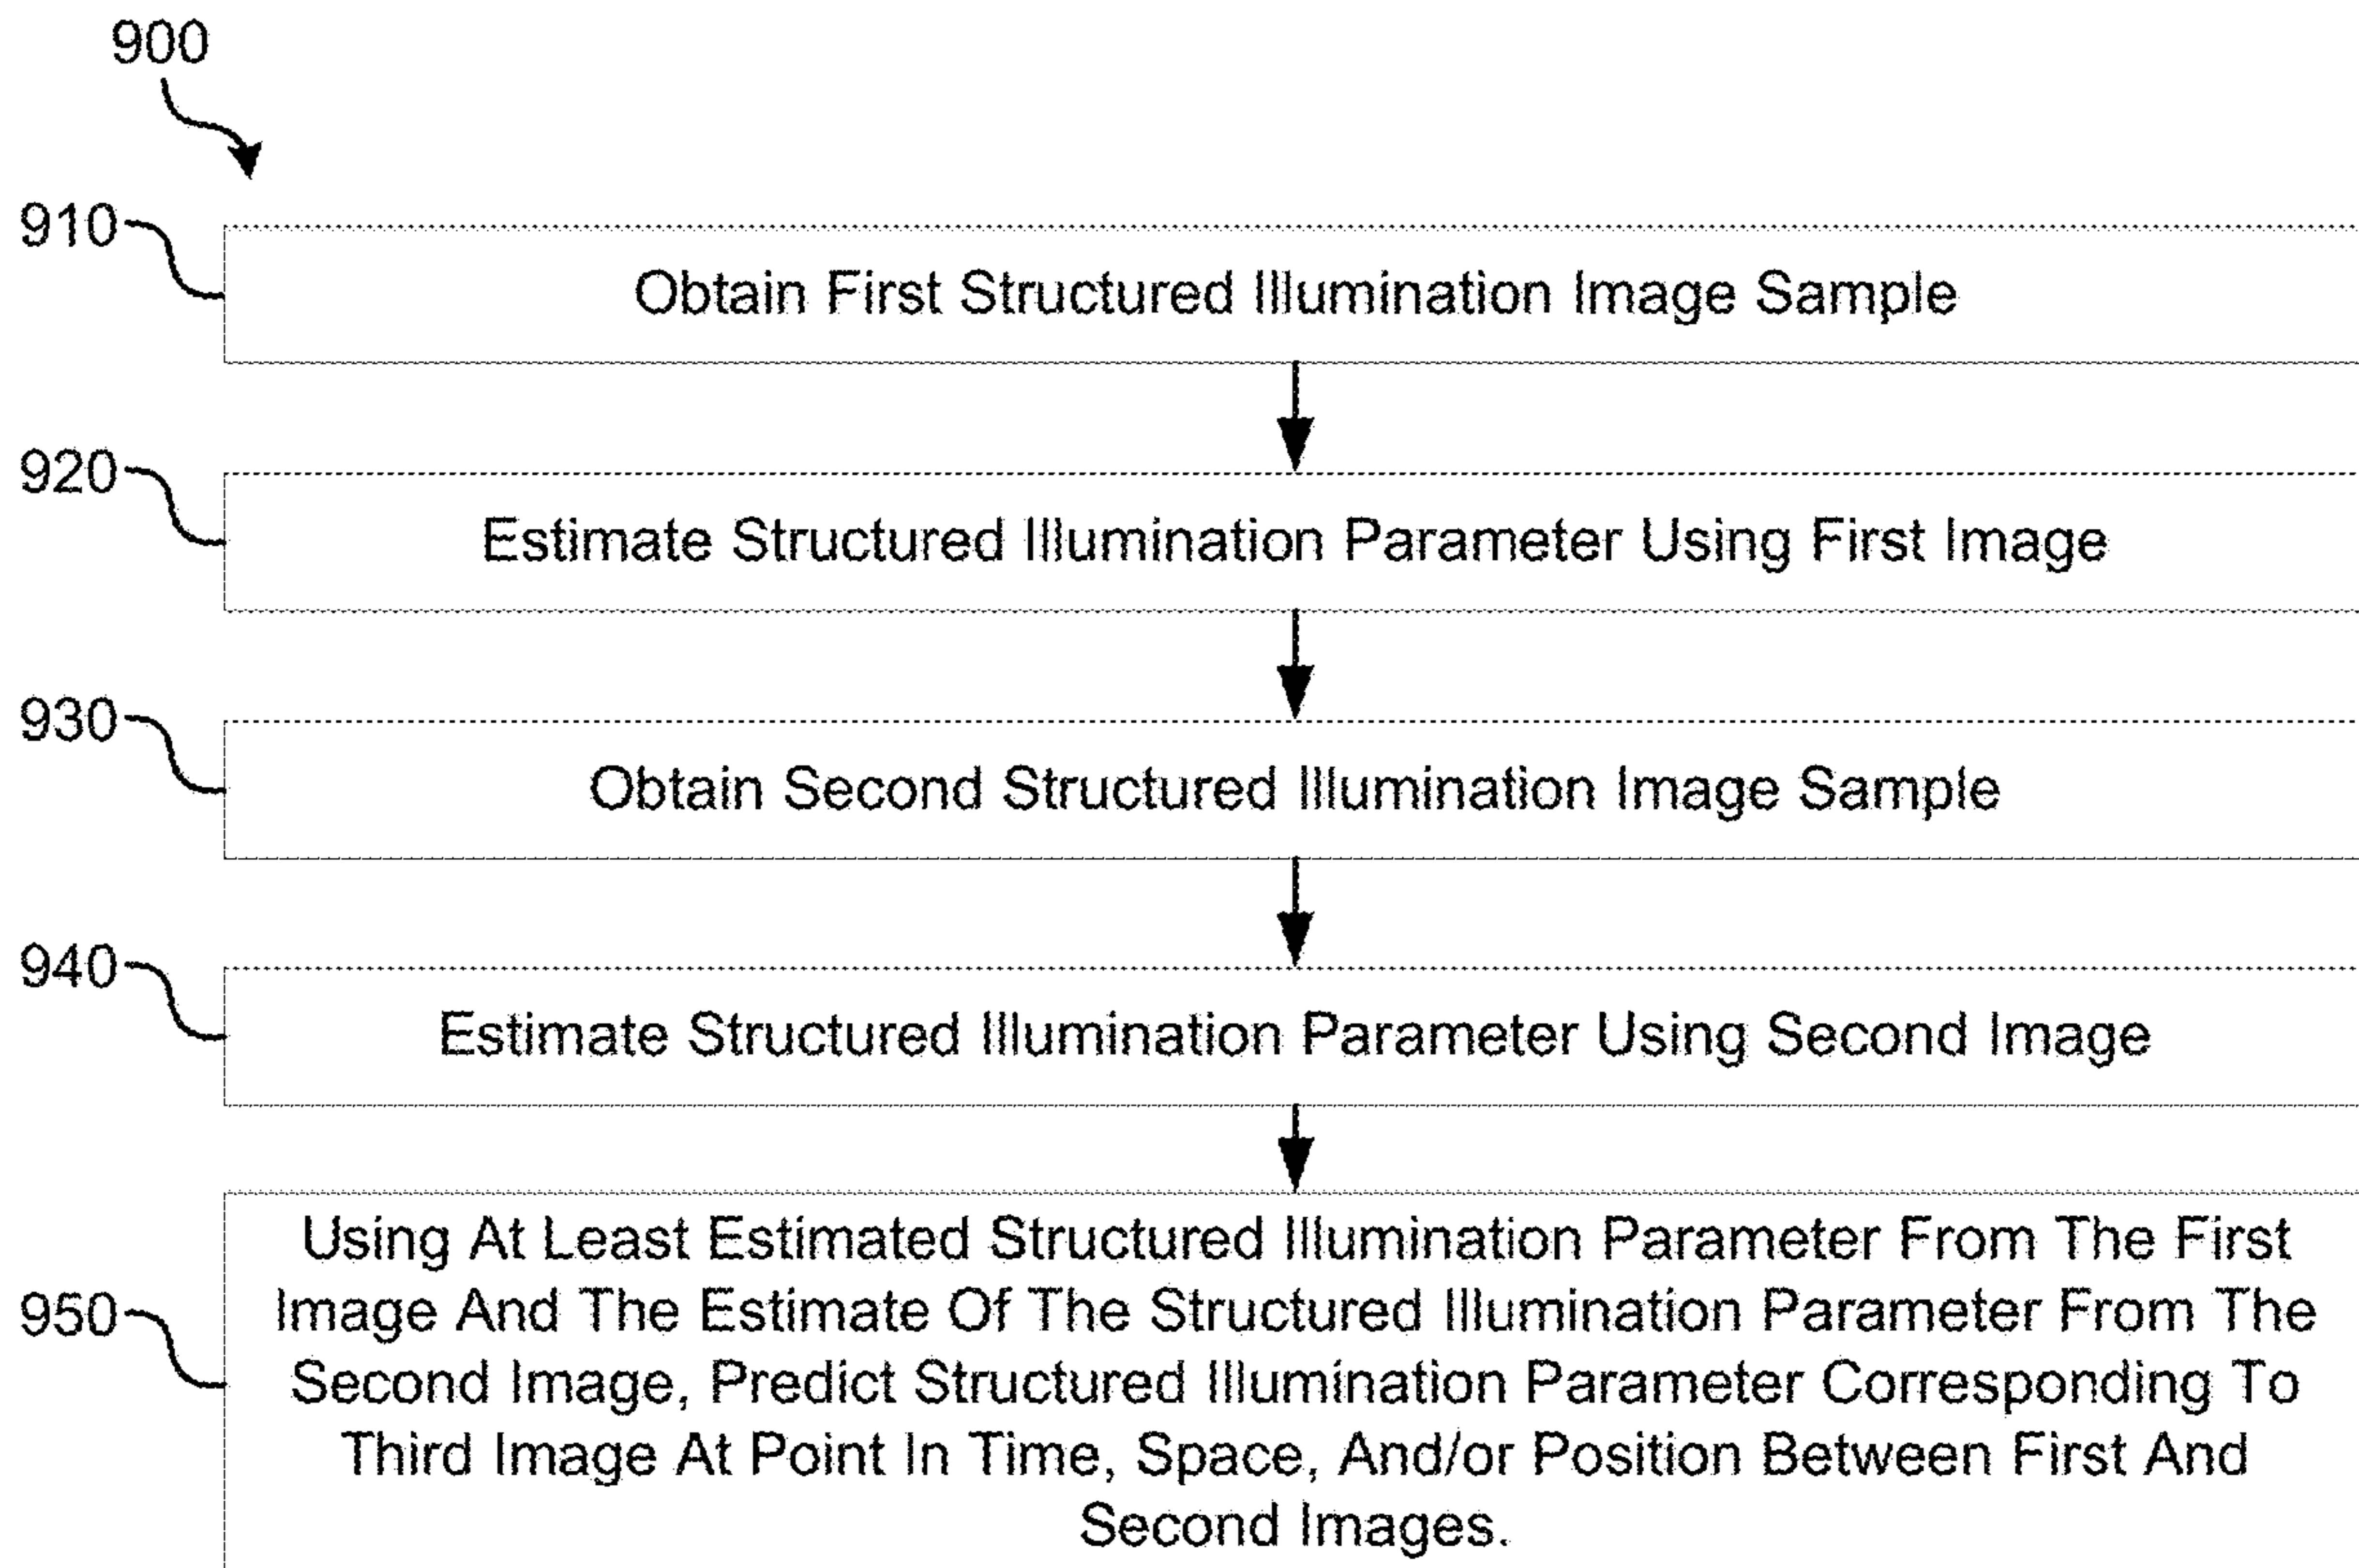 900
910
Obtain First Structured Illumination Image Sample
920
Estimate Structured Illumination Parameter Using First Image
930
Obtain Second Structured Illumination Image Sample
940
Estimate Structured Illumination Parameter Using Second Image
950
Using At Least Estimated Structured Illumination Parameter From The First
Image And The Estimate Of The Structured Illumination Parameter From The
Second Image, Predict Structured Illumination Parameter Corresponding To
Third Image At Point In Time, Space, And/or Position Between First And
Second Images.